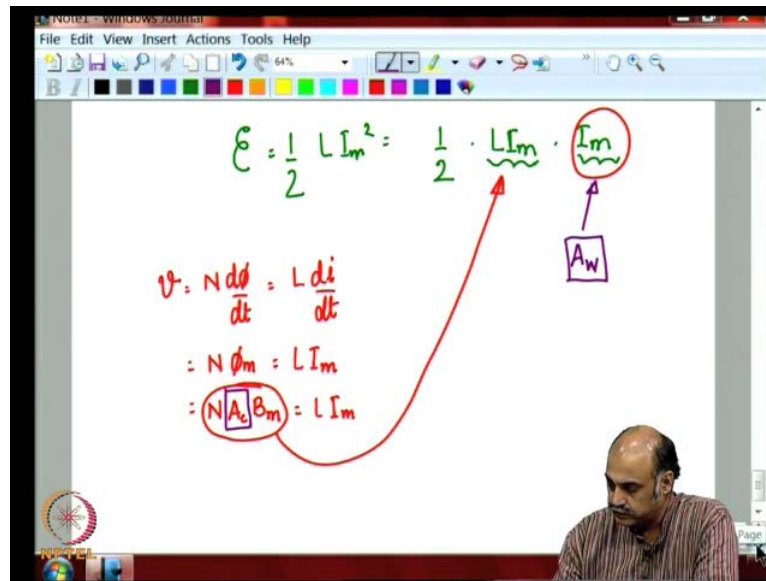 Note1 - Windows Journal
File Edit View Insert Actions Tools Help
64%
B I
ℰ = 1/2 L Im² = 1/2 · LIm · Im
Aw
v = N dϕ/dt = L di/dt
= N ϕm = L Im
= N Ac Bm = L Im
Page
NPTEL